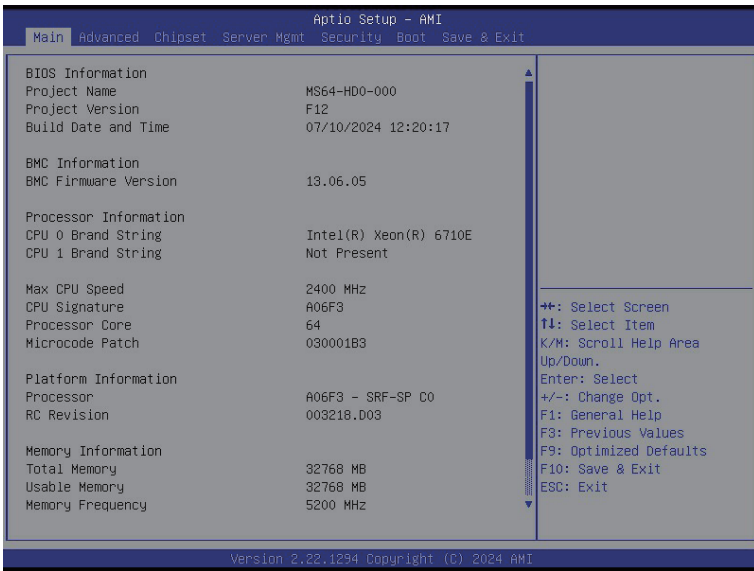 Aptio Setup – AMI
Main Advanced Chipset Server Mgmt Security Boot Save & Exit
BIOS Information
Project Name MS64-HD0-000
Project Version F12
Build Date and Time 07/10/2024 12:20:17
BMC Information
BMC Firmware Version 13.06.05
Processor Information
CPU 0 Brand String Intel(R) Xeon(R) 6710E
CPU 1 Brand String Not Present
Max CPU Speed 2400 MHz
CPU Signature A06F3
Processor Core 64
Microcode Patch 030001B3
Platform Information
Processor A06F3 - SRF-SP C0
RC Revision 003218.D03
Memory Information
Total Memory 32768 MB
Usable Memory 32768 MB
Memory Frequency 5200 MHz
→←: Select Screen
↑↓: Select Item
K/M: Scroll Help Area
Up/Down.
Enter: Select
+/-: Change Opt.
F1: General Help
F3: Previous Values
F9: Optimized Defaults
F10: Save & Exit
ESC: Exit
Version 2.22.1294 Copyright (C) 2024 AMI